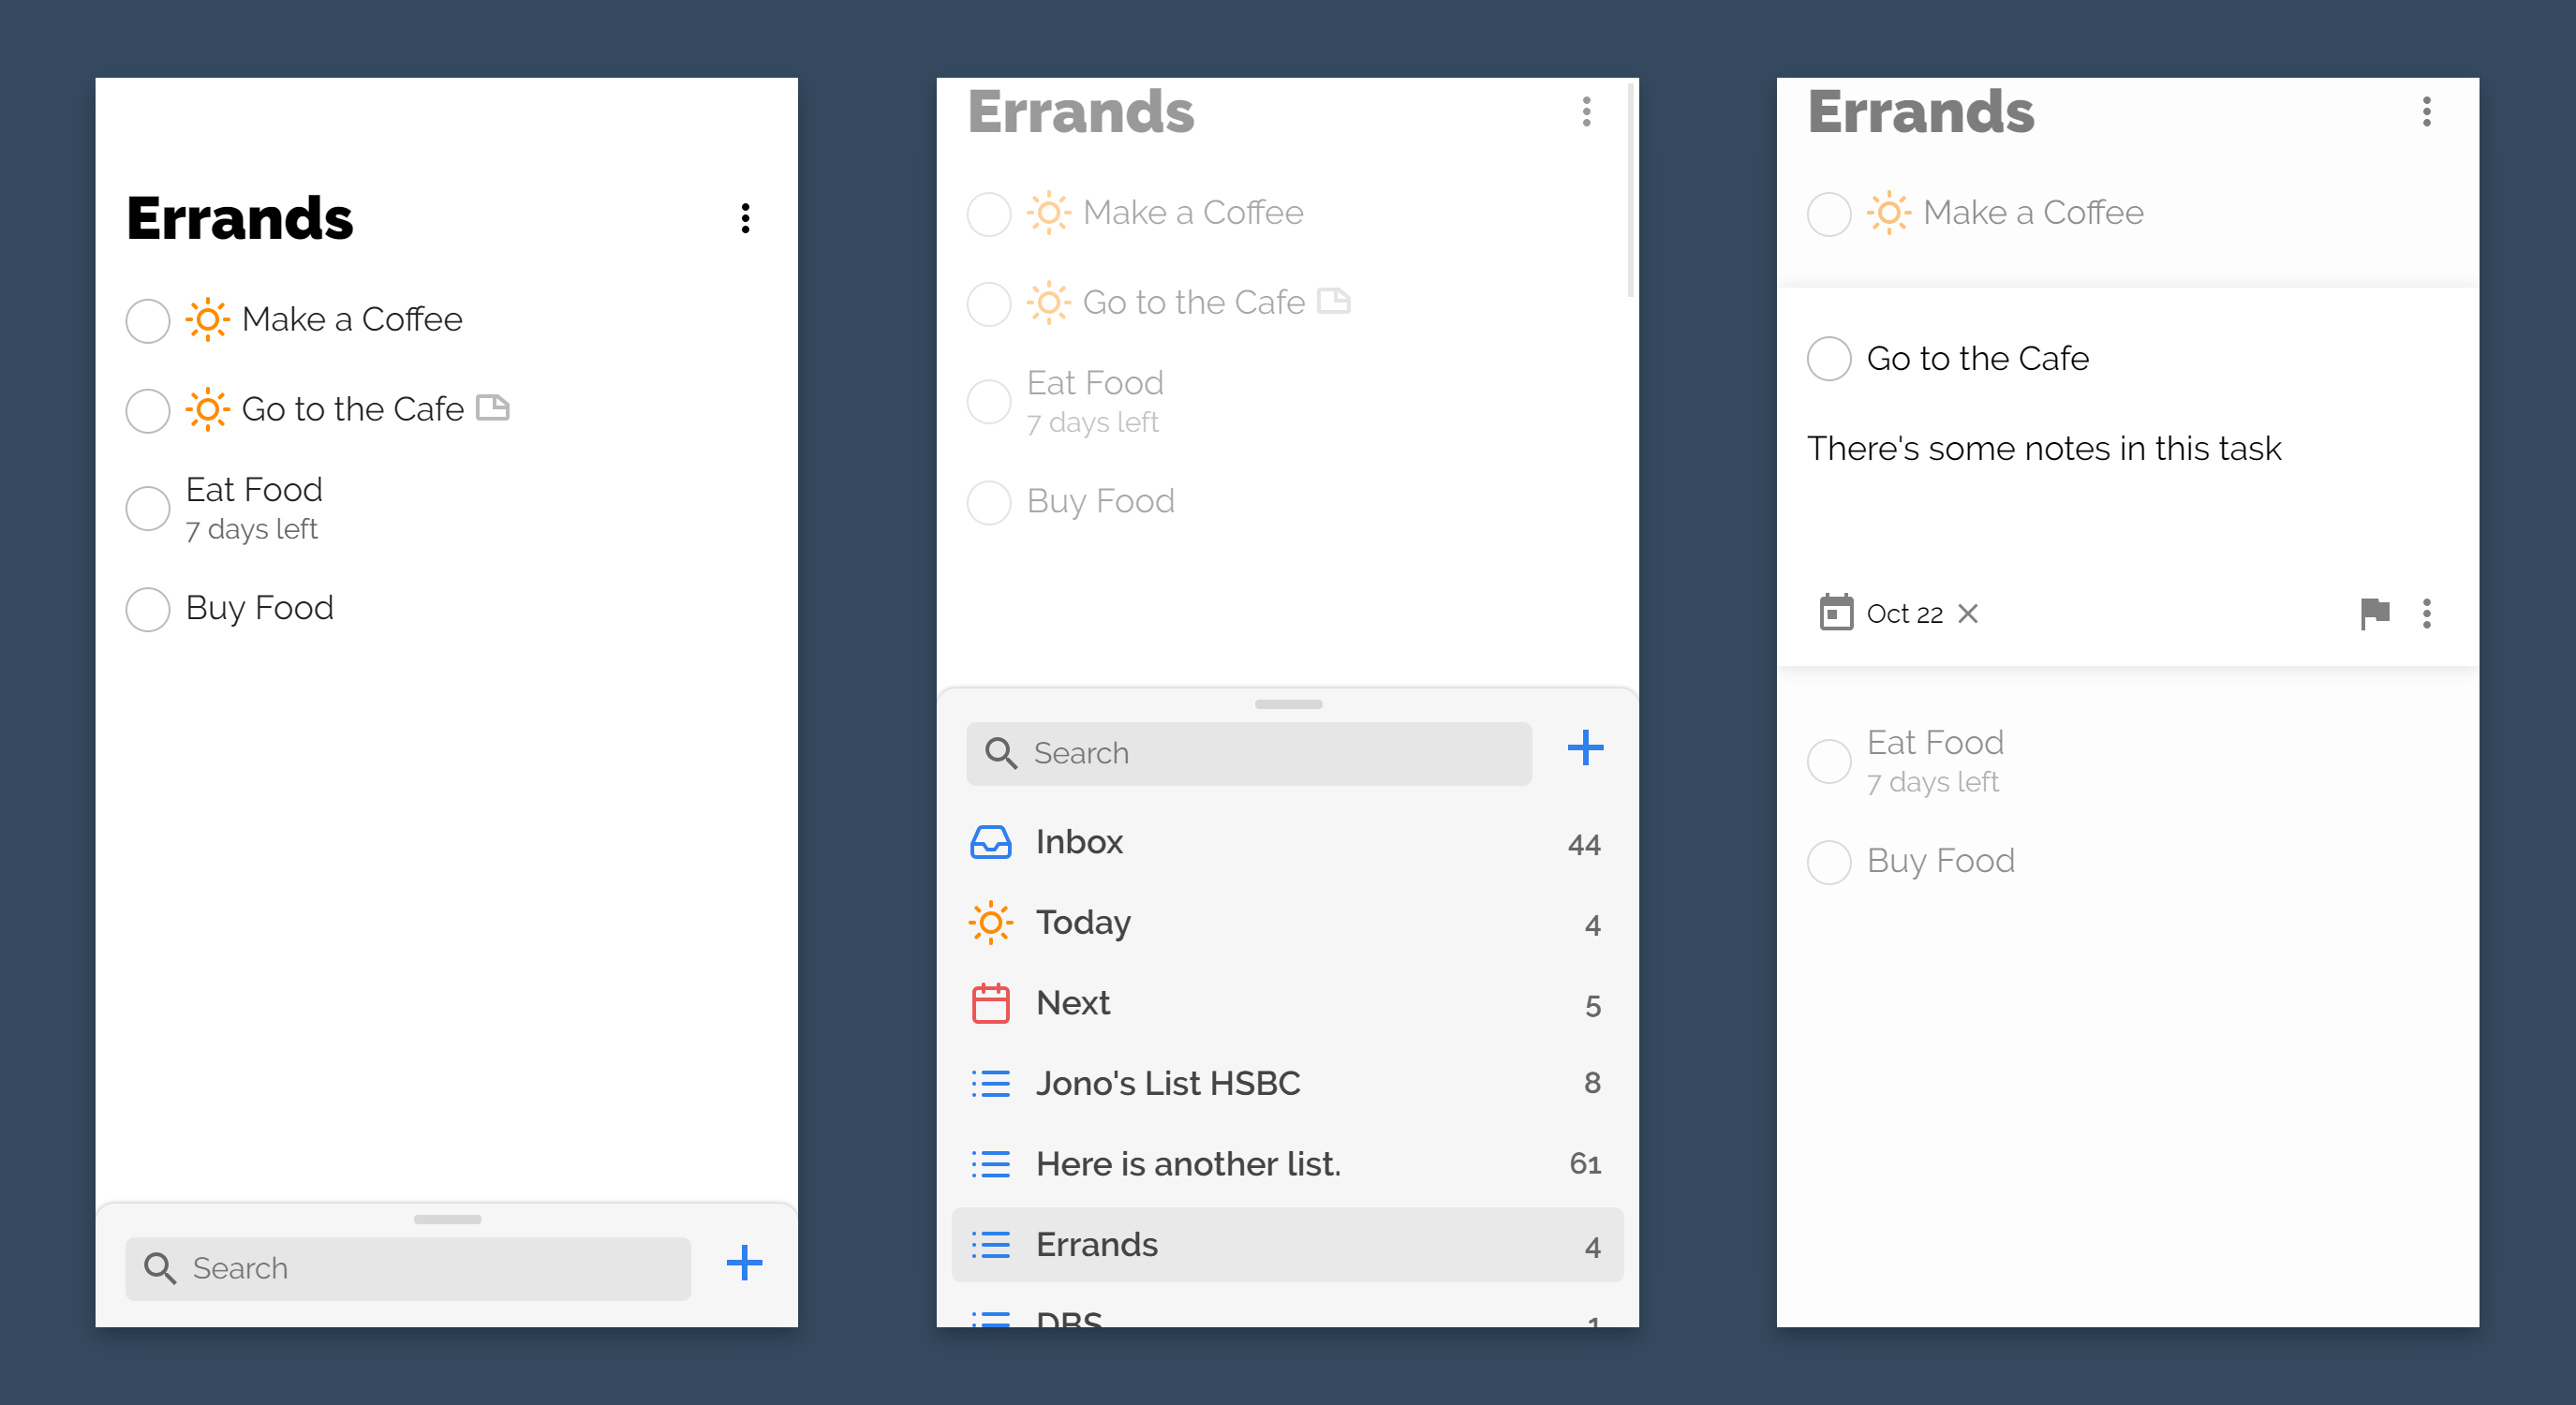 Errands
Make a Coffee
Go to the Cafe
Eat Food
7 days left
Buy Food
Search
Errands
Make a Coffee
Go to the Cafe
Eat Food
7 days left
Buy Food
Search
Inbox 44
Today 4
Next 5
Jono's List HSBC 8
Here is another list. 61
Errands 4
DBS 1
Errands
Make a Coffee
Go to the Cafe
There's some notes in this task
Oct 22
Eat Food
7 days left
Buy Food